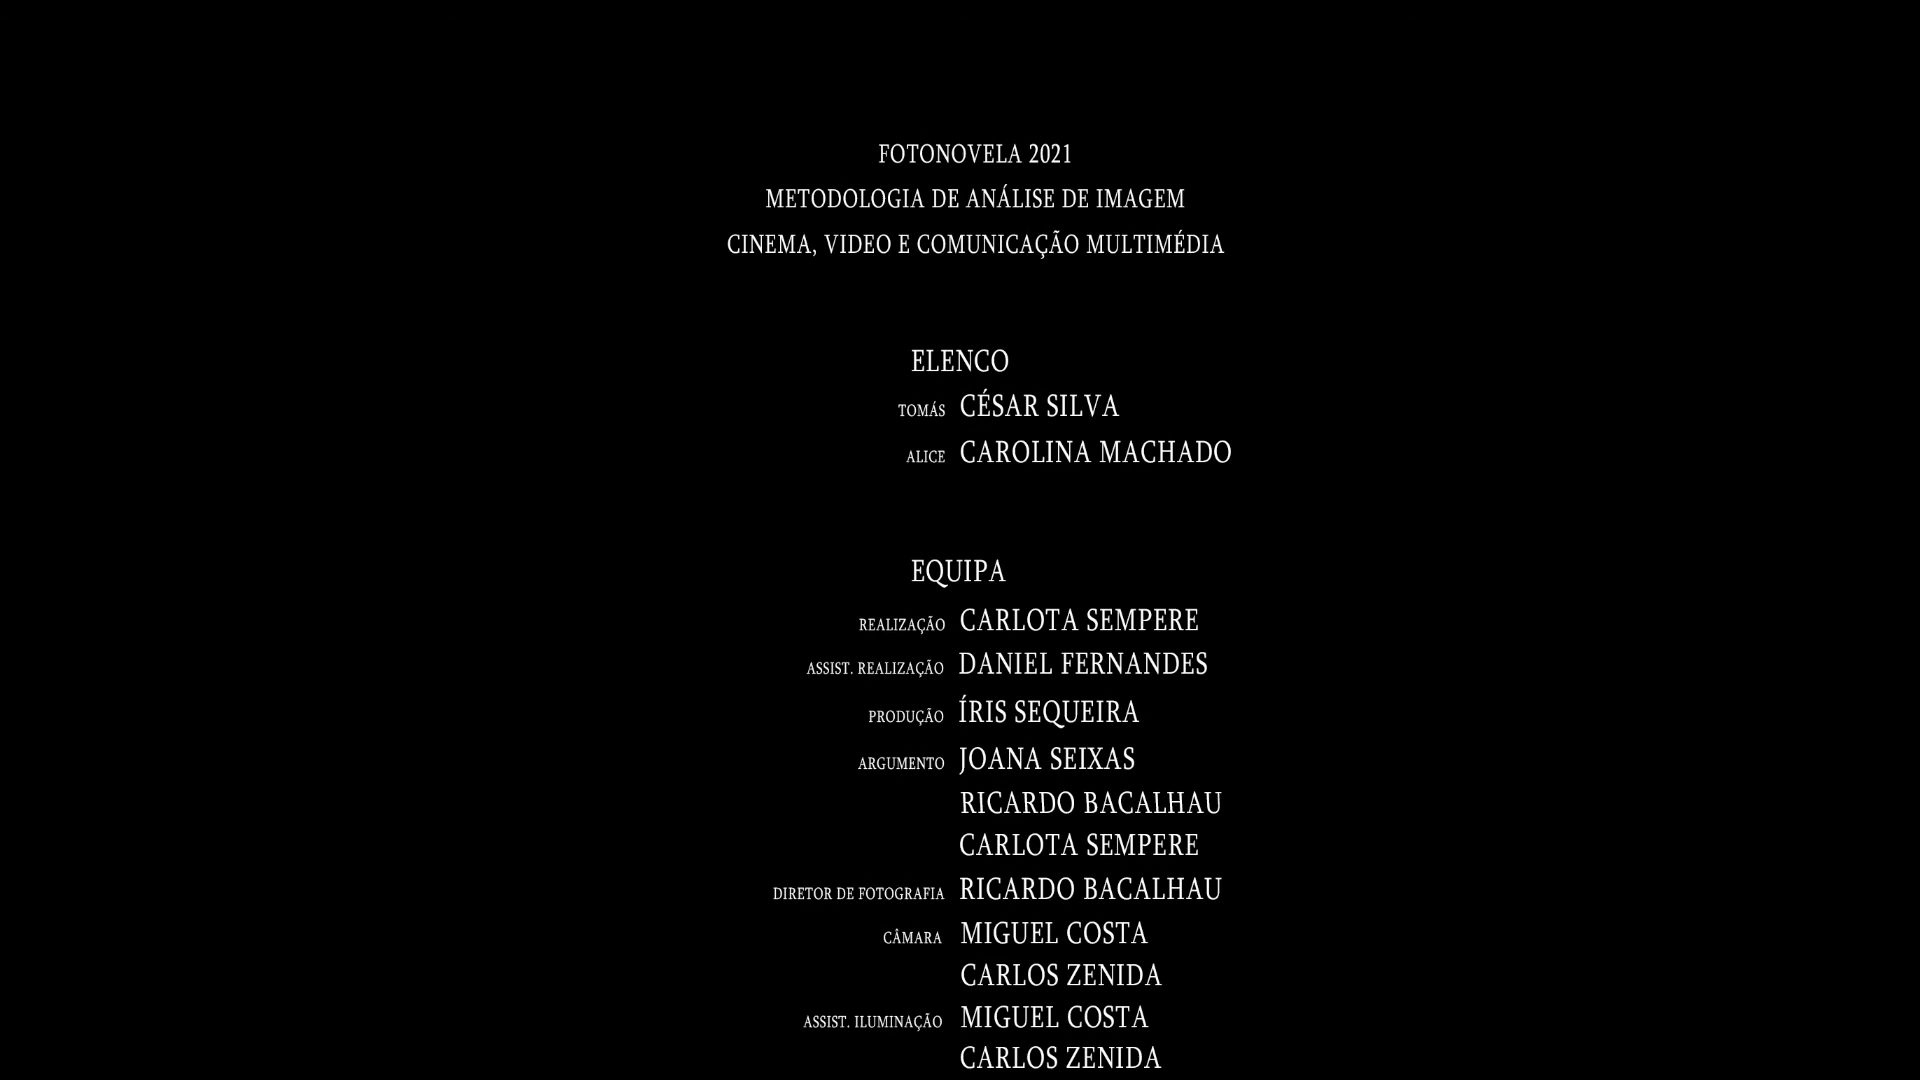 FOTONOVELA 2021
METODOLOGIA DE ANÁLISE DE IMAGEM
CINEMA, VIDEO E COMUNICAÇÃO MULTIMÉDIA
ELENCO
TOMÁS CÉSAR SILVA
ALICE CAROLINA MACHADO
EQUIPA
REALIZAÇÃO CARLOTA SEMPERE
ASSIST. REALIZAÇÃO DANIEL FERNANDES
PRODUÇÃO ÍRIS SEQUEIRA
ARGUMENTO JOANA SEIXAS
RICARDO BACALHAU
CARLOTA SEMPERE
DIRETOR DE FOTOGRAFIA RICARDO BACALHAU
CÂMARA MIGUEL COSTA
CARLOS ZENIDA
ASSIST. ILUMINAÇÃO MIGUEL COSTA
CARLOS ZENIDA